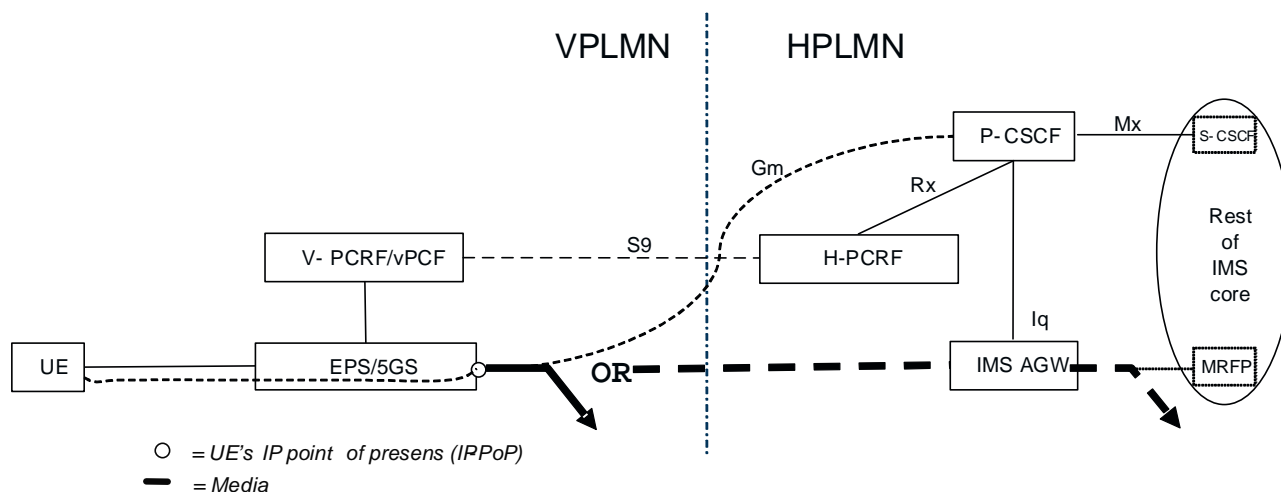 VPLMN
HPLMN
P-CSCF
Mx
S-CSCF
Gm
Rx
Rest
of
IMS
core
V- PCRF/vPCF
S9
H-PCRF
Iq
UE
EPS/5GS
OR
IMS AGW
MRFP
= UE's IP point of presens (IPPoP)
= Media